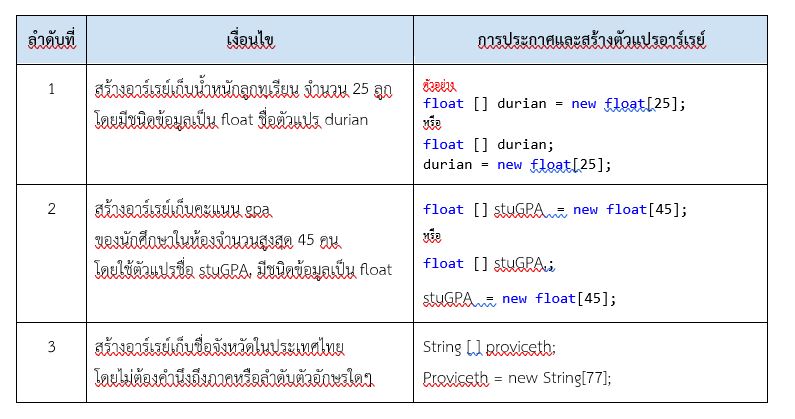 ลำดับที่ เงื่อนไข การประกาศและสร้างตัวแปรอาร์เรย์
1
สร้างอาร์เรย์เก็บน้ำหนักลูกทุเรียน จำนวน 25 ลูก
โดยมีชนิดข้อมูลเป็น float ชื่อตัวแปร durian
ตัวอย่าง
float [] durian = new float[25];
หรือ
float [] durian;
durian = new float[25];
2
สร้างอาร์เรย์เก็บคะแนน gpa
ของนักศึกษาในห้องจำนวนสูงสุด 45 คน
โดยใช้ตัวแปรชื่อ stuGPA, มีชนิดข้อมูลเป็น float
float [] stuGPA = new float[45];
หรือ
float [] stuGPA ;
stuGPA = new float[45];
3
สร้างอาร์เรย์เก็บชื่อจังหวัดในประเทศไทย
โดยไม่ต้องคำนึงถึงภาคหรือลำดับตัวอักษรใดๆ
String [ ] proviceth;
Proviceth = new String[77];